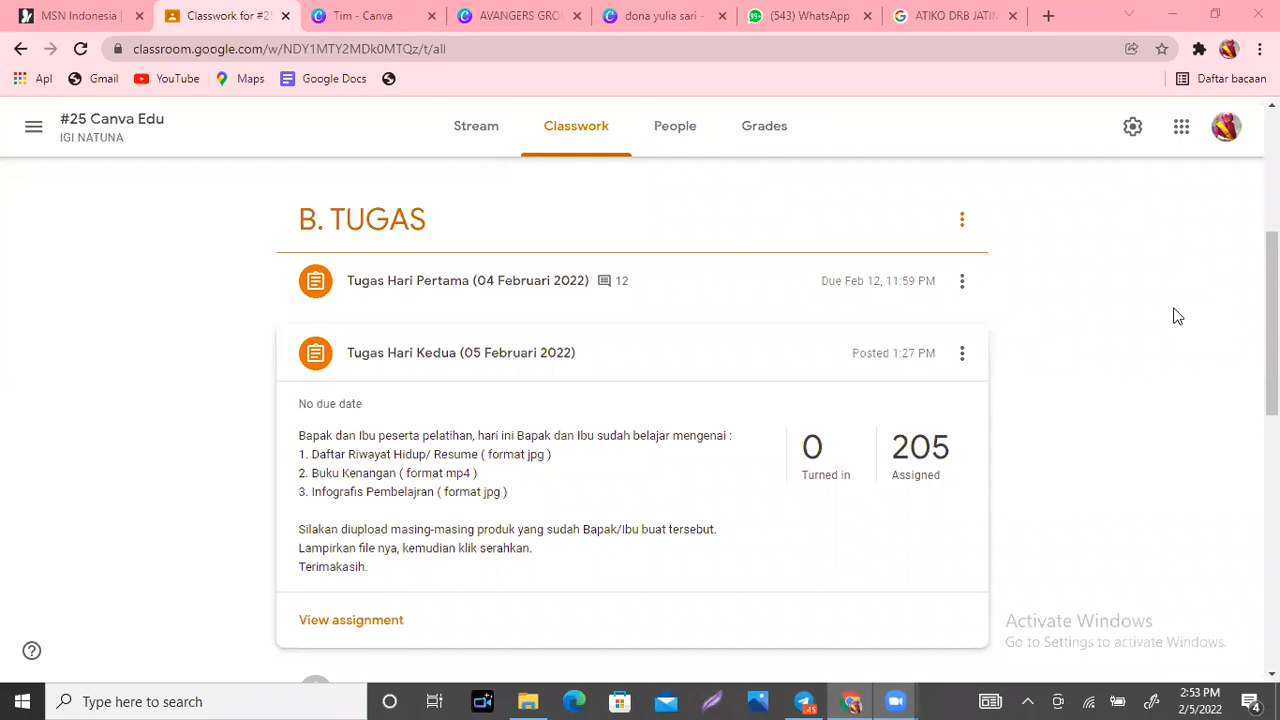 MSN Indonesia |
Classwork for #25
Tim - Canva
AVANGERS GRO
dona yulia sari -
(543) WhatsApp
ATIKO DRB JATIM
classroom.google.com/w/NDY1MTY2MDk0MTQz/t/all
Apl
Gmail
YouTube
Maps
Google Docs
Daftar bacaan
#25 Canva Edu
IGI NATUNA
Stream
Classwork
People
Grades
B. TUGAS
Tugas Hari Pertama (04 Februari 2022)
12
Due Feb 12, 11:59 PM
Tugas Hari Kedua (05 Februari 2022)
Posted 1:27 PM
No due date
Bapak dan Ibu peserta pelatihan, hari ini Bapak dan Ibu sudah belajar mengenai :
1. Daftar Riwayat Hidup/ Resume ( format jpg )
2. Buku Kenangan ( format mp4 )
3. Infografis Pembelajran ( format jpg )
0
Turned in
205
Assigned
Silakan diupload masing-masing produk yang sudah Bapak/Ibu buat tersebut.
Lampirkan file nya, kemudian klik serahkan.
Terimakasih.
View assignment
Activate Windows
Go to Settings to activate Windows.
Type here to search
2:53 PM
2/5/2022
4